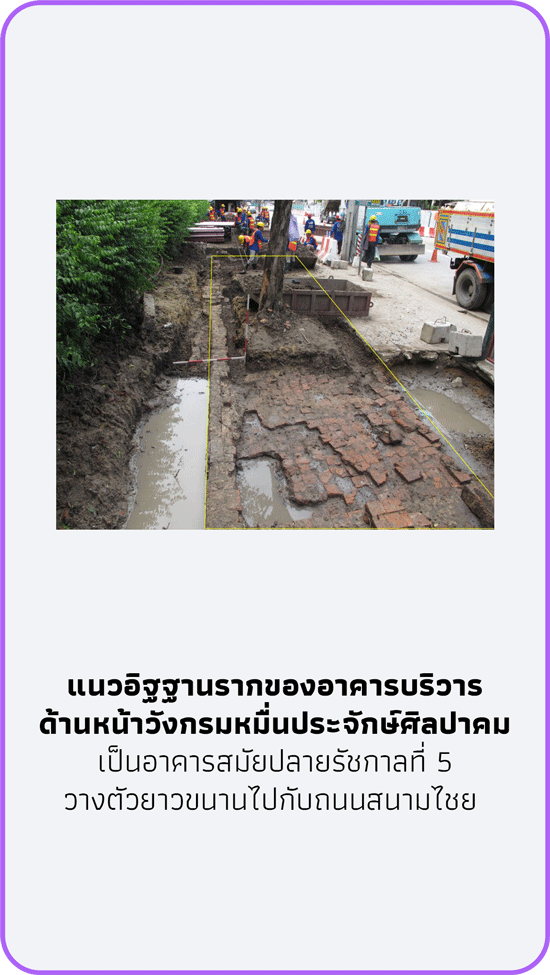 แนวอิฐฐานรากของอาคารบริวาร
ด้านหน้าวังกรมหมื่นประจักษ์ศิลปาคม
เป็นอาคารสมัยปลายรัชกาลที่ 5
วางตัวยาวขนานไปกับถนนสนามไชย